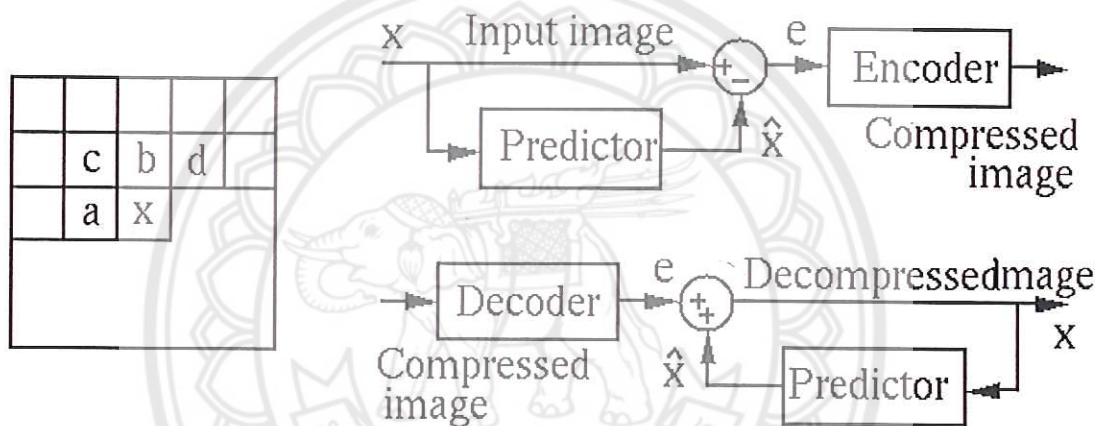 x Input image e
+
−
Encoder
Predictor
x̂
Compressed
image
c b d
a x
Decoder
e
+
+
Decompressedmage
x
Compressed
image
x̂
Predictor